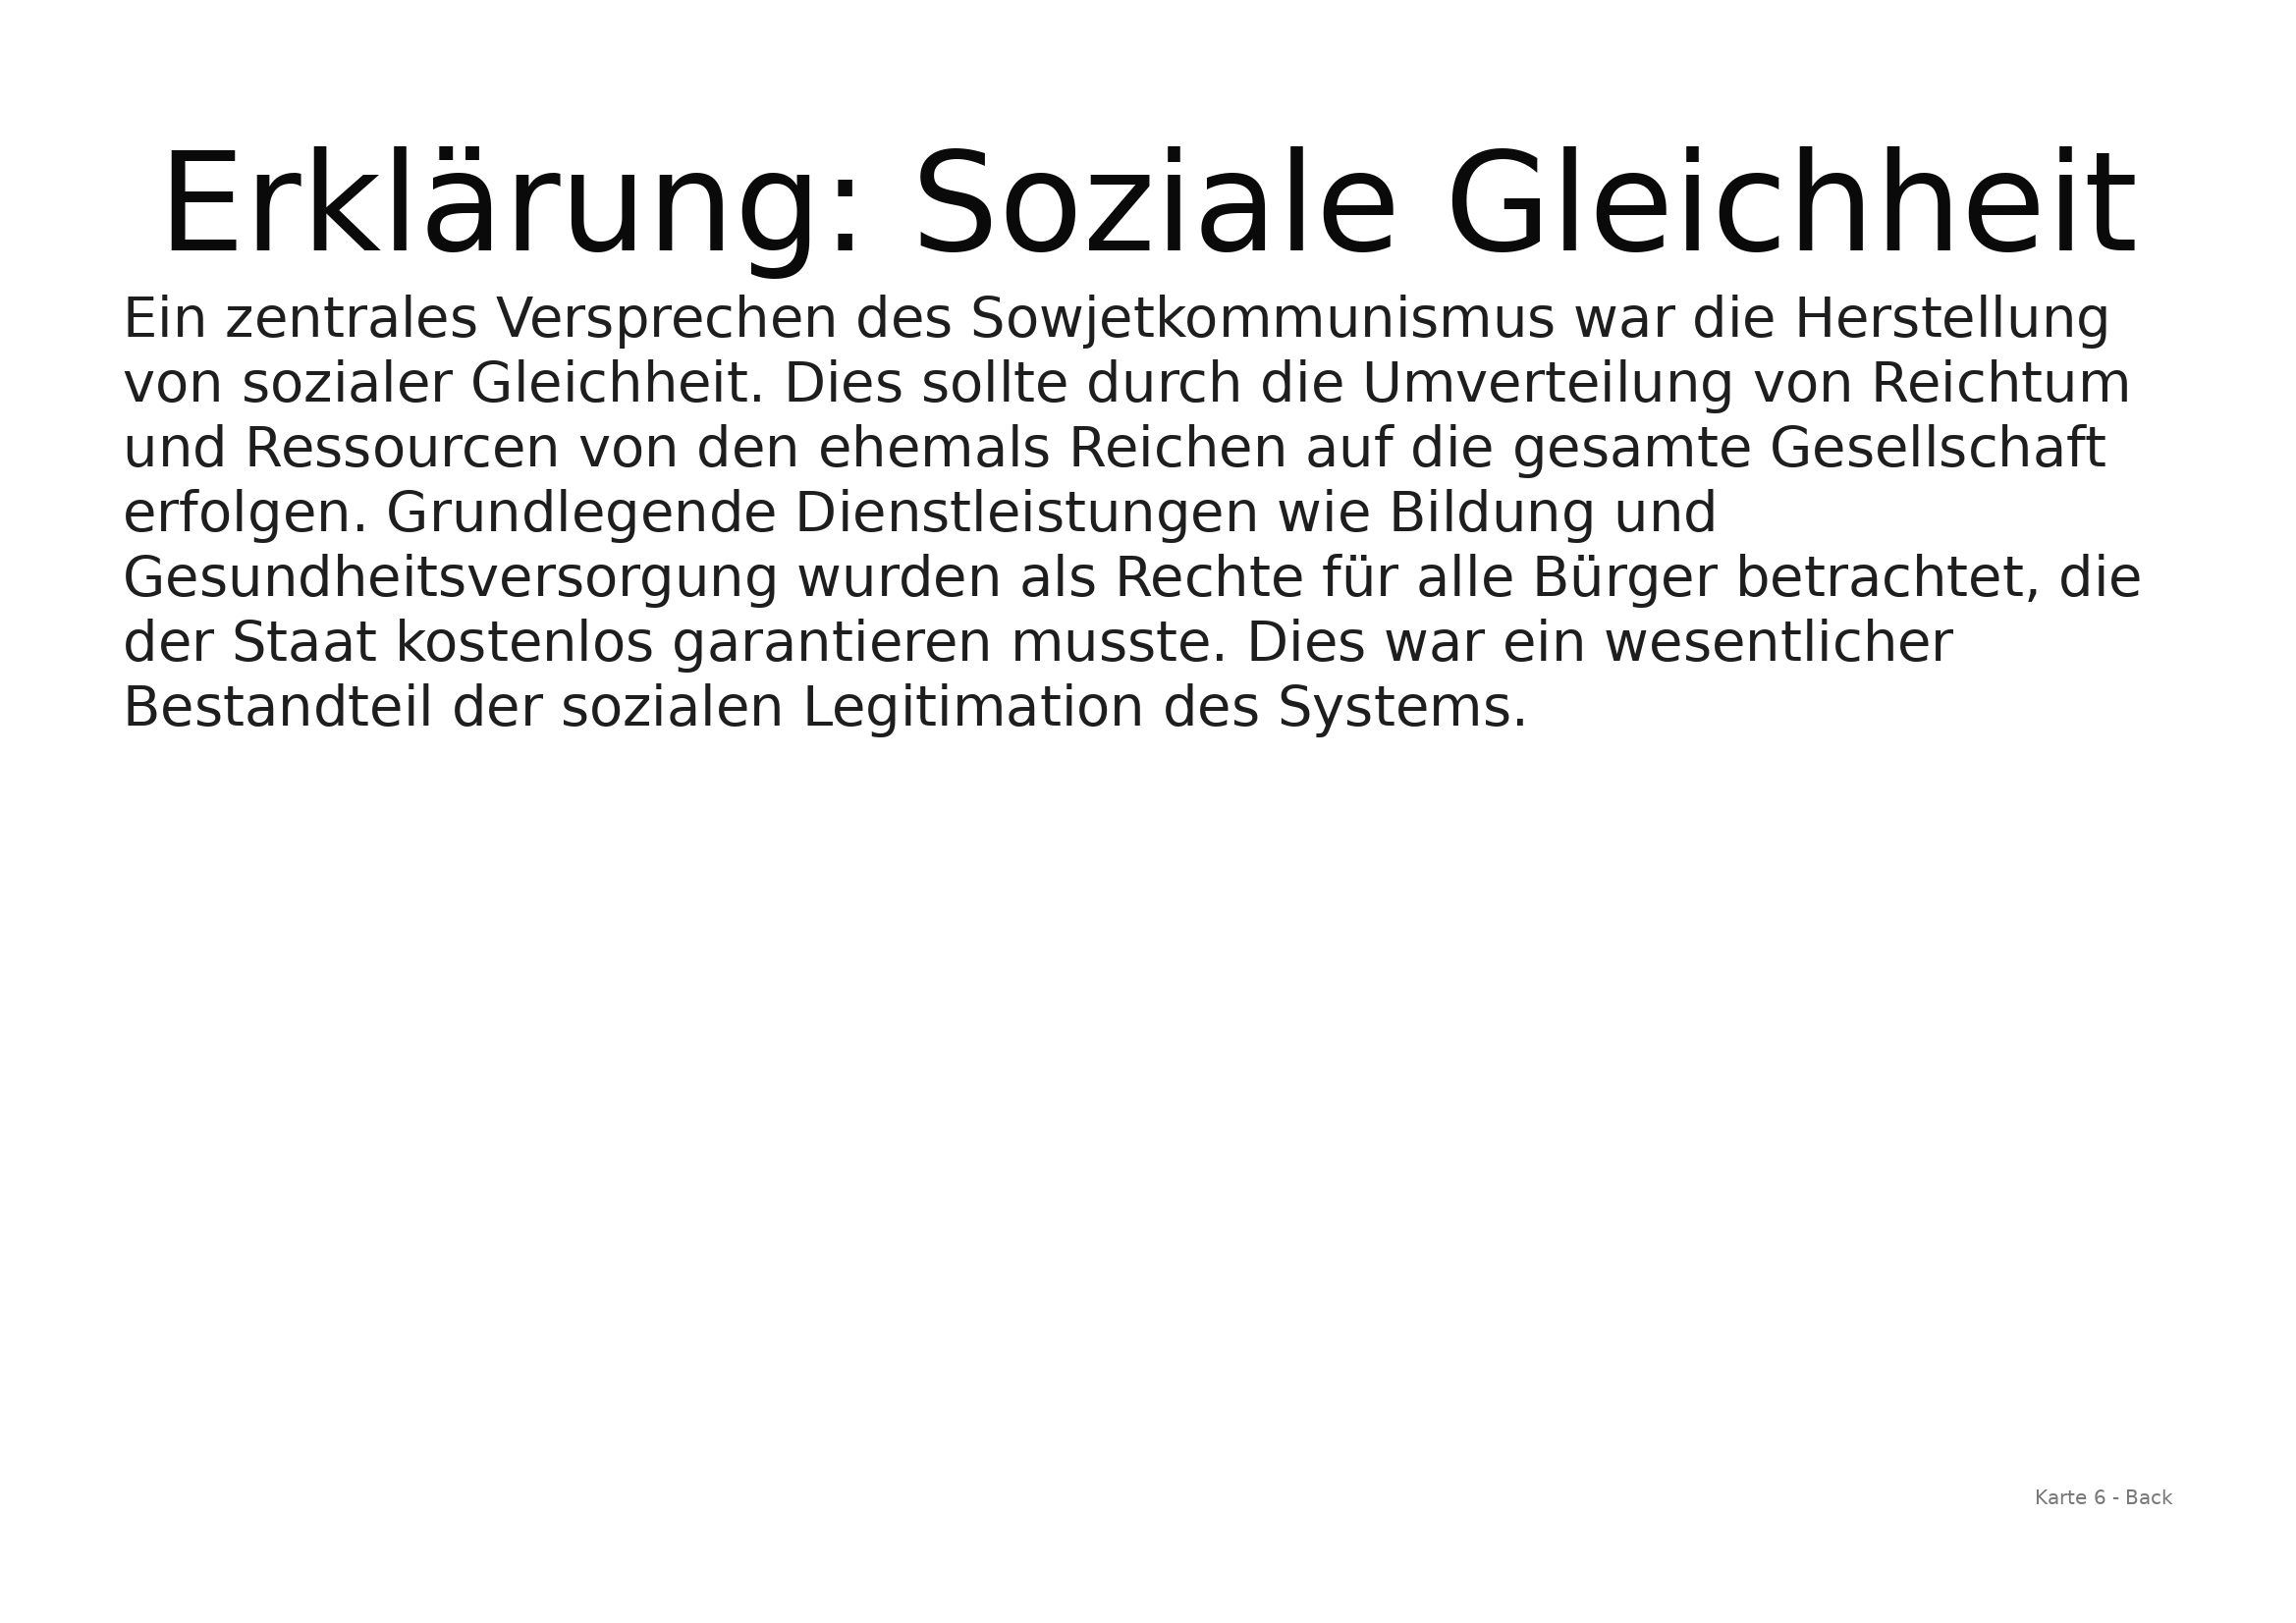 Erklärung: Soziale Gleichheit
Ein zentrales Versprechen des Sowjetkommunismus war die Herstellung
von sozialer Gleichheit. Dies sollte durch die Umverteilung von Reichtum
und Ressourcen von den ehemals Reichen auf die gesamte Gesellschaft
erfolgen. Grundlegende Dienstleistungen wie Bildung und
Gesundheitsversorgung wurden als Rechte für alle Bürger betrachtet, die
der Staat kostenlos garantieren musste. Dies war ein wesentlicher
Bestandteil der sozialen Legitimation des Systems.
Karte 6 - Back